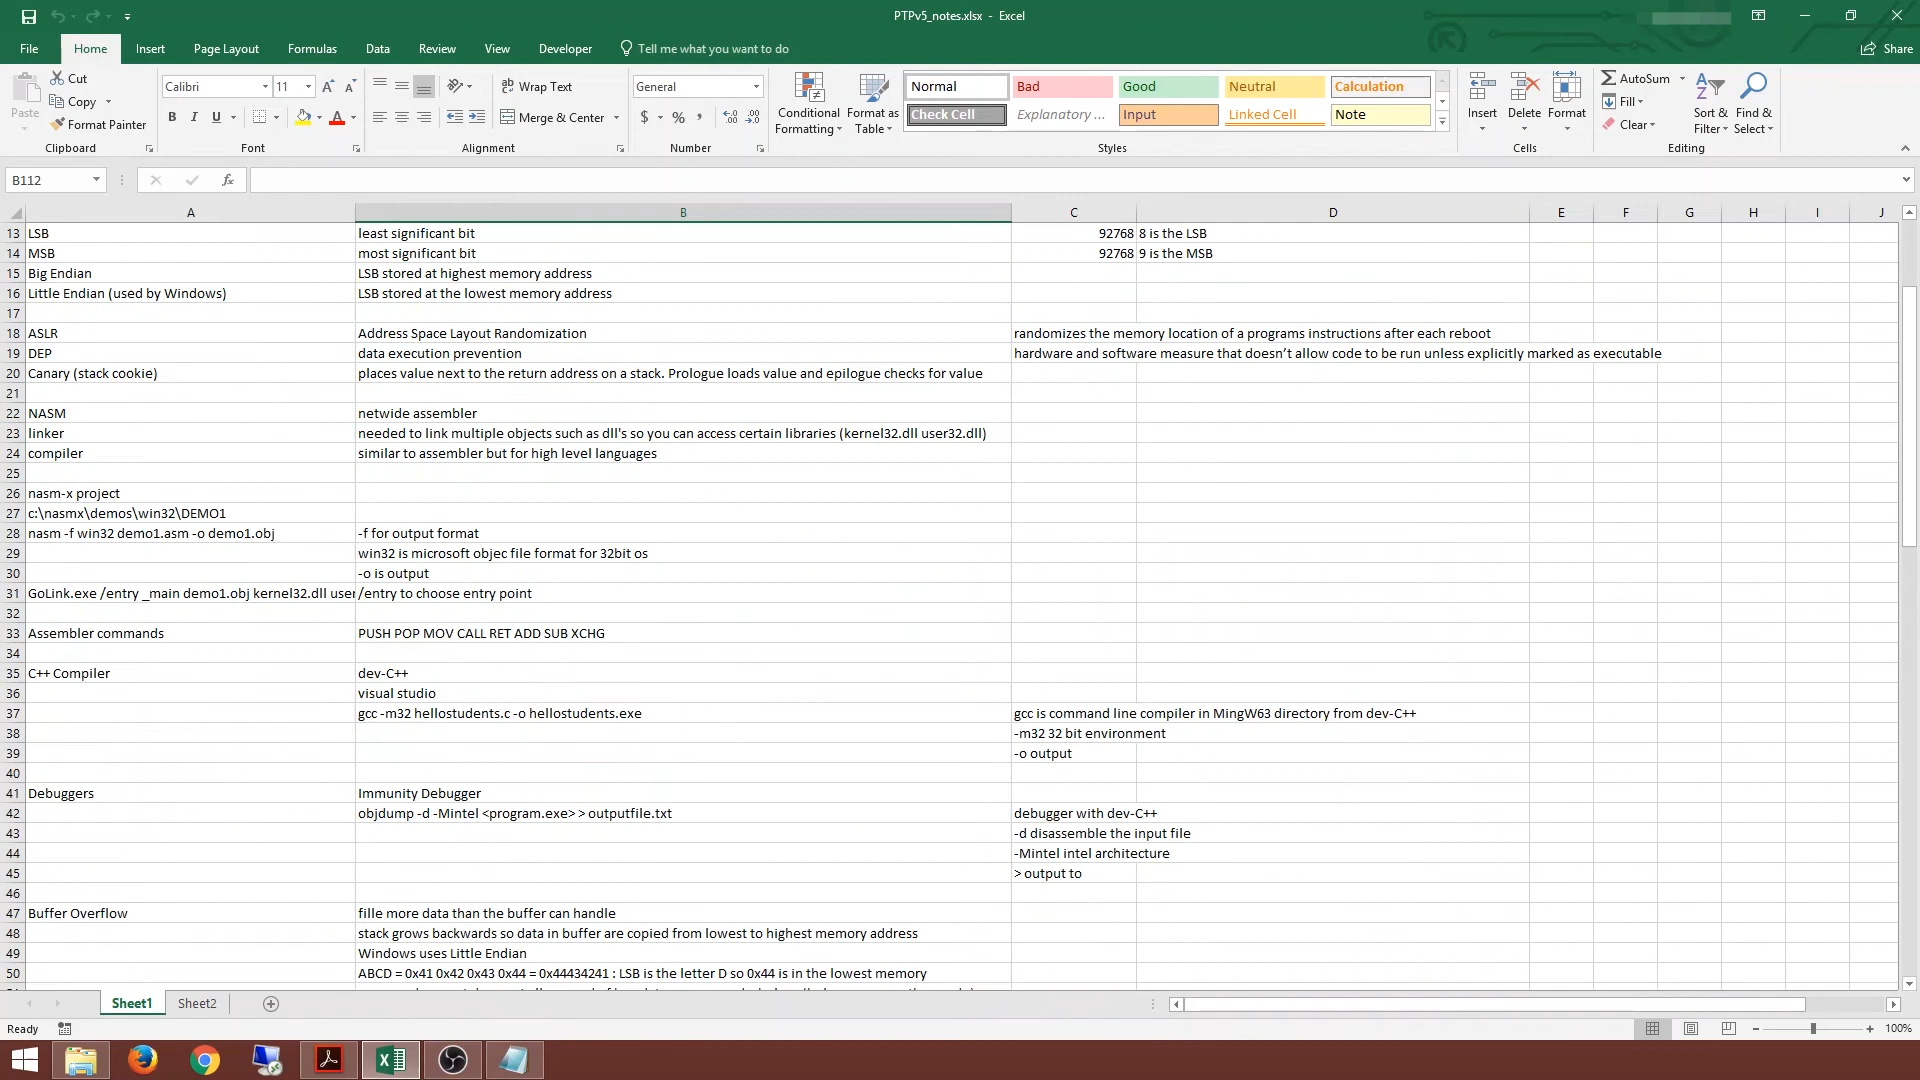 PTPv5_notes.xlsx - Excel
File Home Insert Page Layout Formulas Data Review View Developer Tell me what you want to do Share
Paste Cut
Copy
Format Painter
Calibri 11 A A
B I U A
Wrap Text
Merge & Center
General
$ % ,
Conditional Formatting
Format as Table
Normal Bad Good Neutral Calculation
Check Cell Explanatory ... Input Linked Cell Note
Insert Delete Format
AutoSum
Fill
Clear
Sort & Filter
Find & Select
Clipboard Font Alignment Number Styles Cells Editing
B112 fx
A B C D E F G H I J
13 LSB least significant bit 92768 8 is the LSB
14 MSB most significant bit 92768 9 is the MSB
15 Big Endian LSB stored at highest memory address
16 Little Endian (used by Windows) LSB stored at the lowest memory address
17
18 ASLR Address Space Layout Randomization randomizes the memory location of a programs instructions after each reboot
19 DEP data execution prevention hardware and software measure that doesn’t allow code to be run unless explicitly marked as executable
20 Canary (stack cookie) places value next to the return address on a stack. Prologue loads value and epilogue checks for value
21
22 NASM netwide assembler
23 linker needed to link multiple objects such as dll's so you can access certain libraries (kernel32.dll user32.dll)
24 compiler similar to assembler but for high level languages
25
26 nasm-x project
27 c:\nasmx\demos\win32\DEMO1
28 nasm -f win32 demo1.asm -o demo1.obj -f for output format
29 win32 is microsoft objec file format for 32bit os
30 -o is output
31 GoLink.exe /entry _main demo1.obj kernel32.dll user /entry to choose entry point
32
33 Assembler commands PUSH POP MOV CALL RET ADD SUB XCHG
34
35 C++ Compiler dev-C++
36 visual studio
37 gcc -m32 hellostudents.c -o hellostudents.exe gcc is command line compiler in MingW63 directory from dev-C++
38 -m32 32 bit environment
39 -o output
40
41 Debuggers Immunity Debugger
42 objdump -d -Mintel <program.exe> > outputfile.txt debugger with dev-C++
43 -d disassemble the input file
44 -Mintel intel architecture
45 > output to
46
47 Buffer Overflow fille more data than the buffer can handle
48 stack grows backwards so data in buffer are copied from lowest to highest memory address
49 Windows uses Little Endian
50 ABCD = 0x41 0x42 0x43 0x44 = 0x44434241 : LSB is the letter D so 0x44 is in the lowest memory
Sheet1 Sheet2
Ready 100%